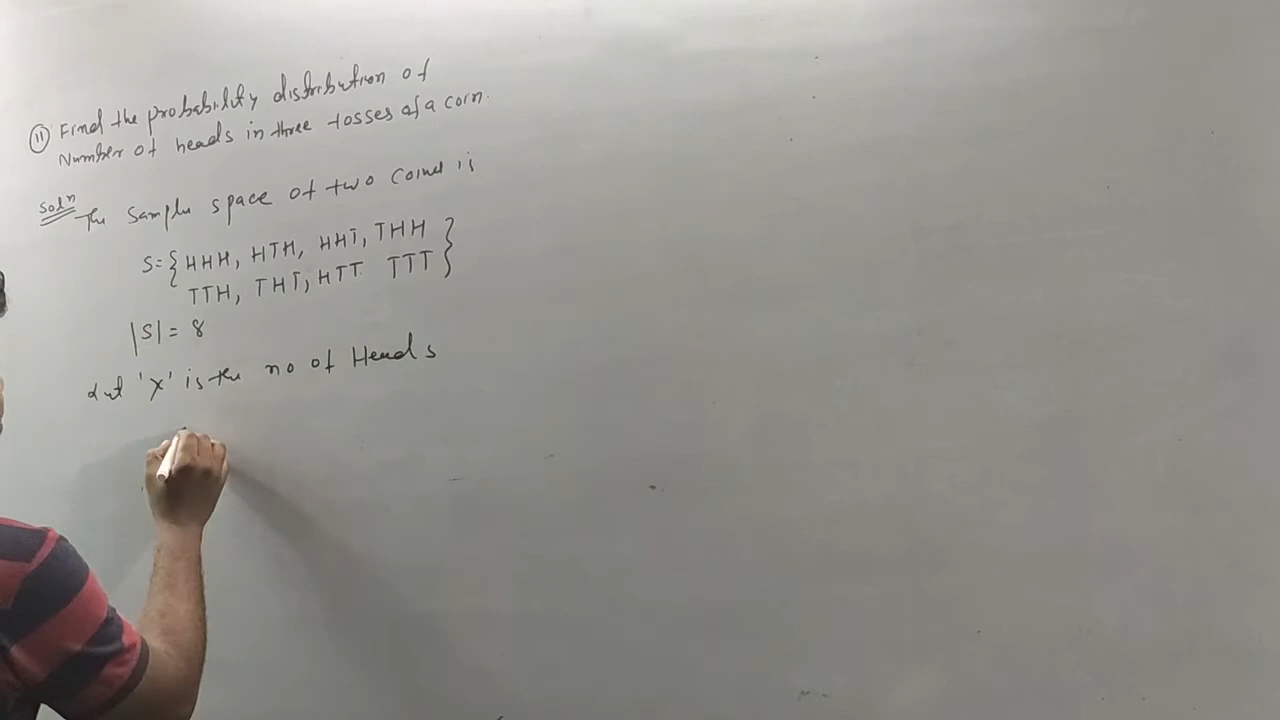 (11) Find the probability distribution of
Number of heads in three tosses of a coin.
Soln The Sample space of two Coins is
S={HHH, HTH, HHT, THH
TTH, THT, HTT TTT}
|S| = 8
Let 'X' is the no of Heads